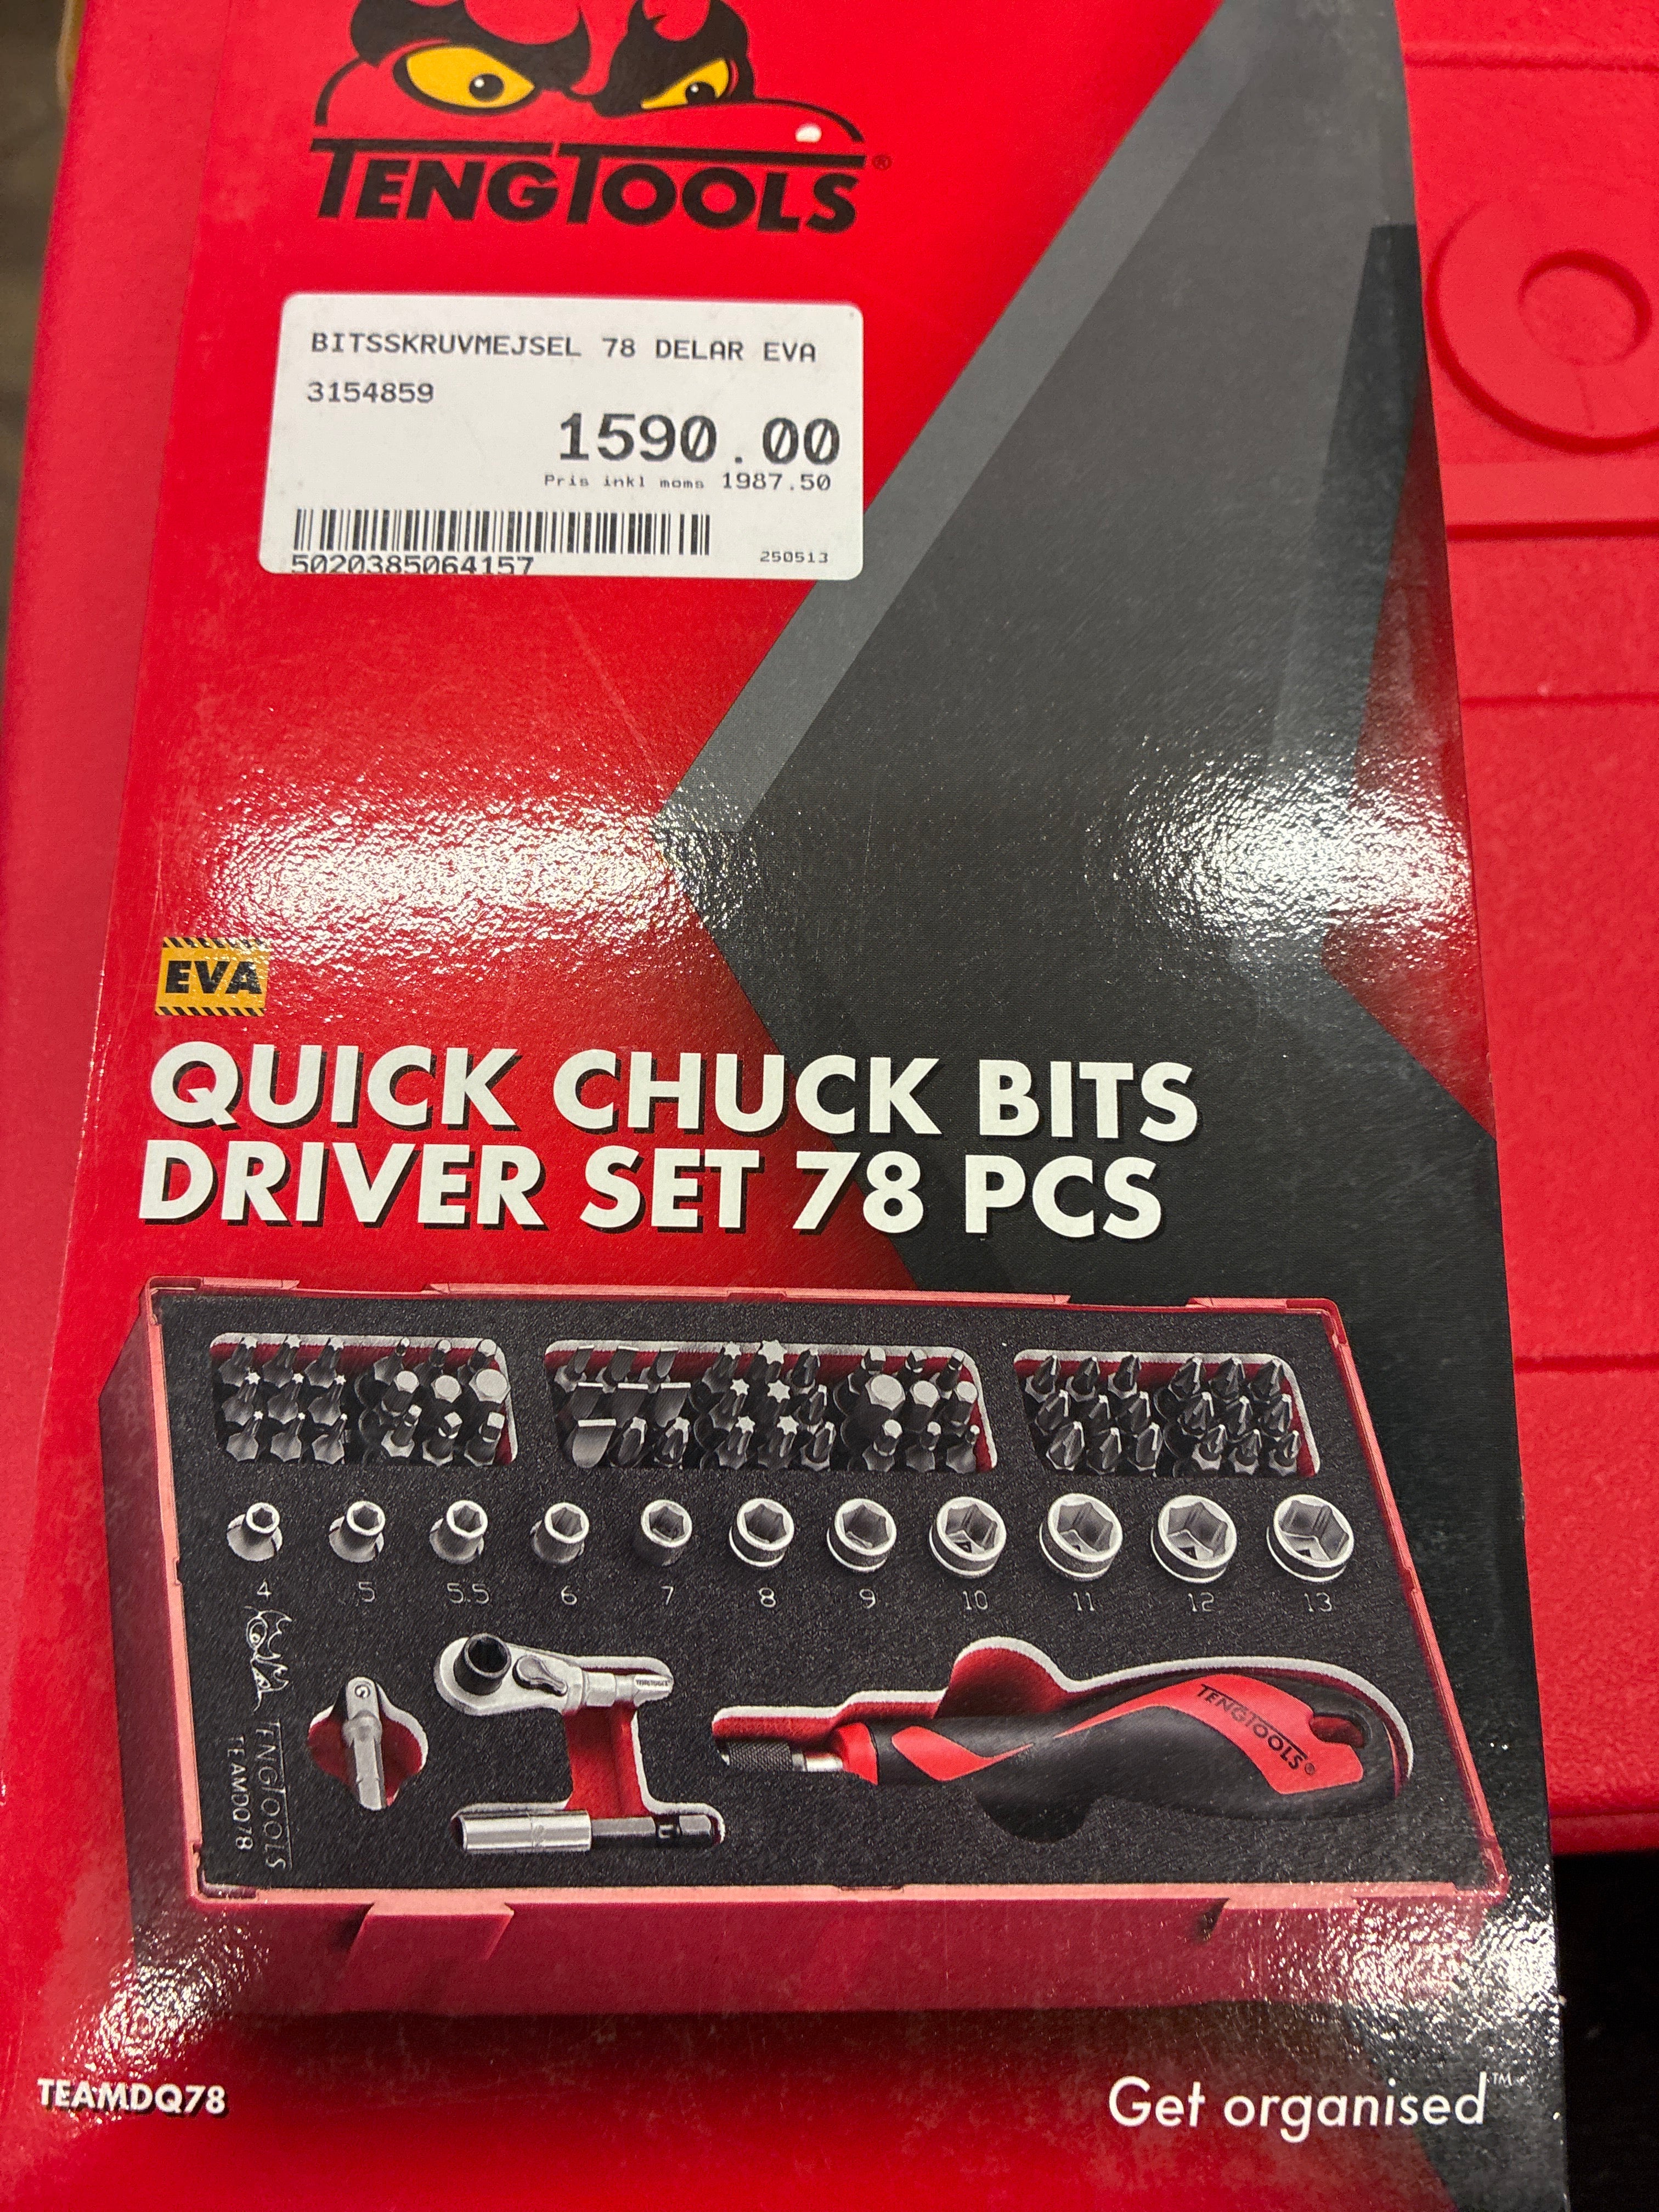 TENGTOOLS®
BITSSKRUVMEJSEL 78 DELAR EVA
3154859
1590.00
Pris inkl moms 1987.50
5020385064157
250513
EVA
QUICK CHUCK BITS
DRIVER SET 78 PCS
4 5 5.5 6 7 8 9 10 11 12 13
TENGTOOLS
TENGTOOLS
TEAMDQ78
TENGTOOLS®
TEAMDQ78
Get organised™